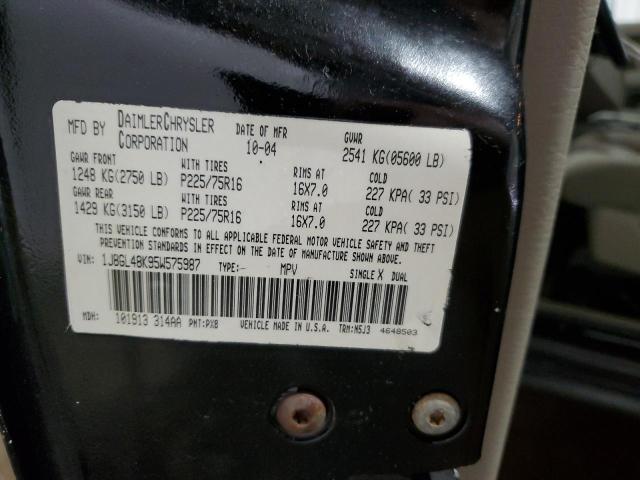 MFD BY DAIMLERCHRYSLER CORPORATION DATE OF MFR 10-04 GVWR 2541 KG(05600 LB)
GAWR FRONT WITH TIRES RIMS AT COLD
1248 KG(2750 LB) P225/75R16 16X7.0 227 KPA( 33 PSI)
GAWR REAR WITH TIRES RIMS AT COLD
1429 KG(3150 LB) P225/75R16 16X7.0 227 KPA( 33 PSI)
THIS VEHICLE CONFORMS TO ALL APPLICABLE FEDERAL MOTOR VEHICLE SAFETY AND THEFT
PREVENTION STANDARDS IN EFFECT ON THE DATE OF MANUFACTURE SHOWN ABOVE.
VIN: 1J8GL48K95W575987 TYPE:- MPV SINGLE X DUAL
MDH: 101913 314AA PNT:PX8 VEHICLE MADE IN U.S.A. TRM:N5J3 4648503